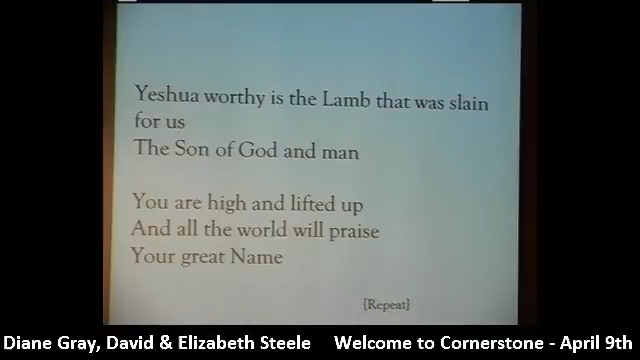 Yeshua worthy is the Lamb that was slain
for us
The Son of God and man
You are high and lifted up
And all the world will praise
Your great Name
{Repeat}
Diane Gray, David & Elizabeth Steele Welcome to Cornerstone - April 9th